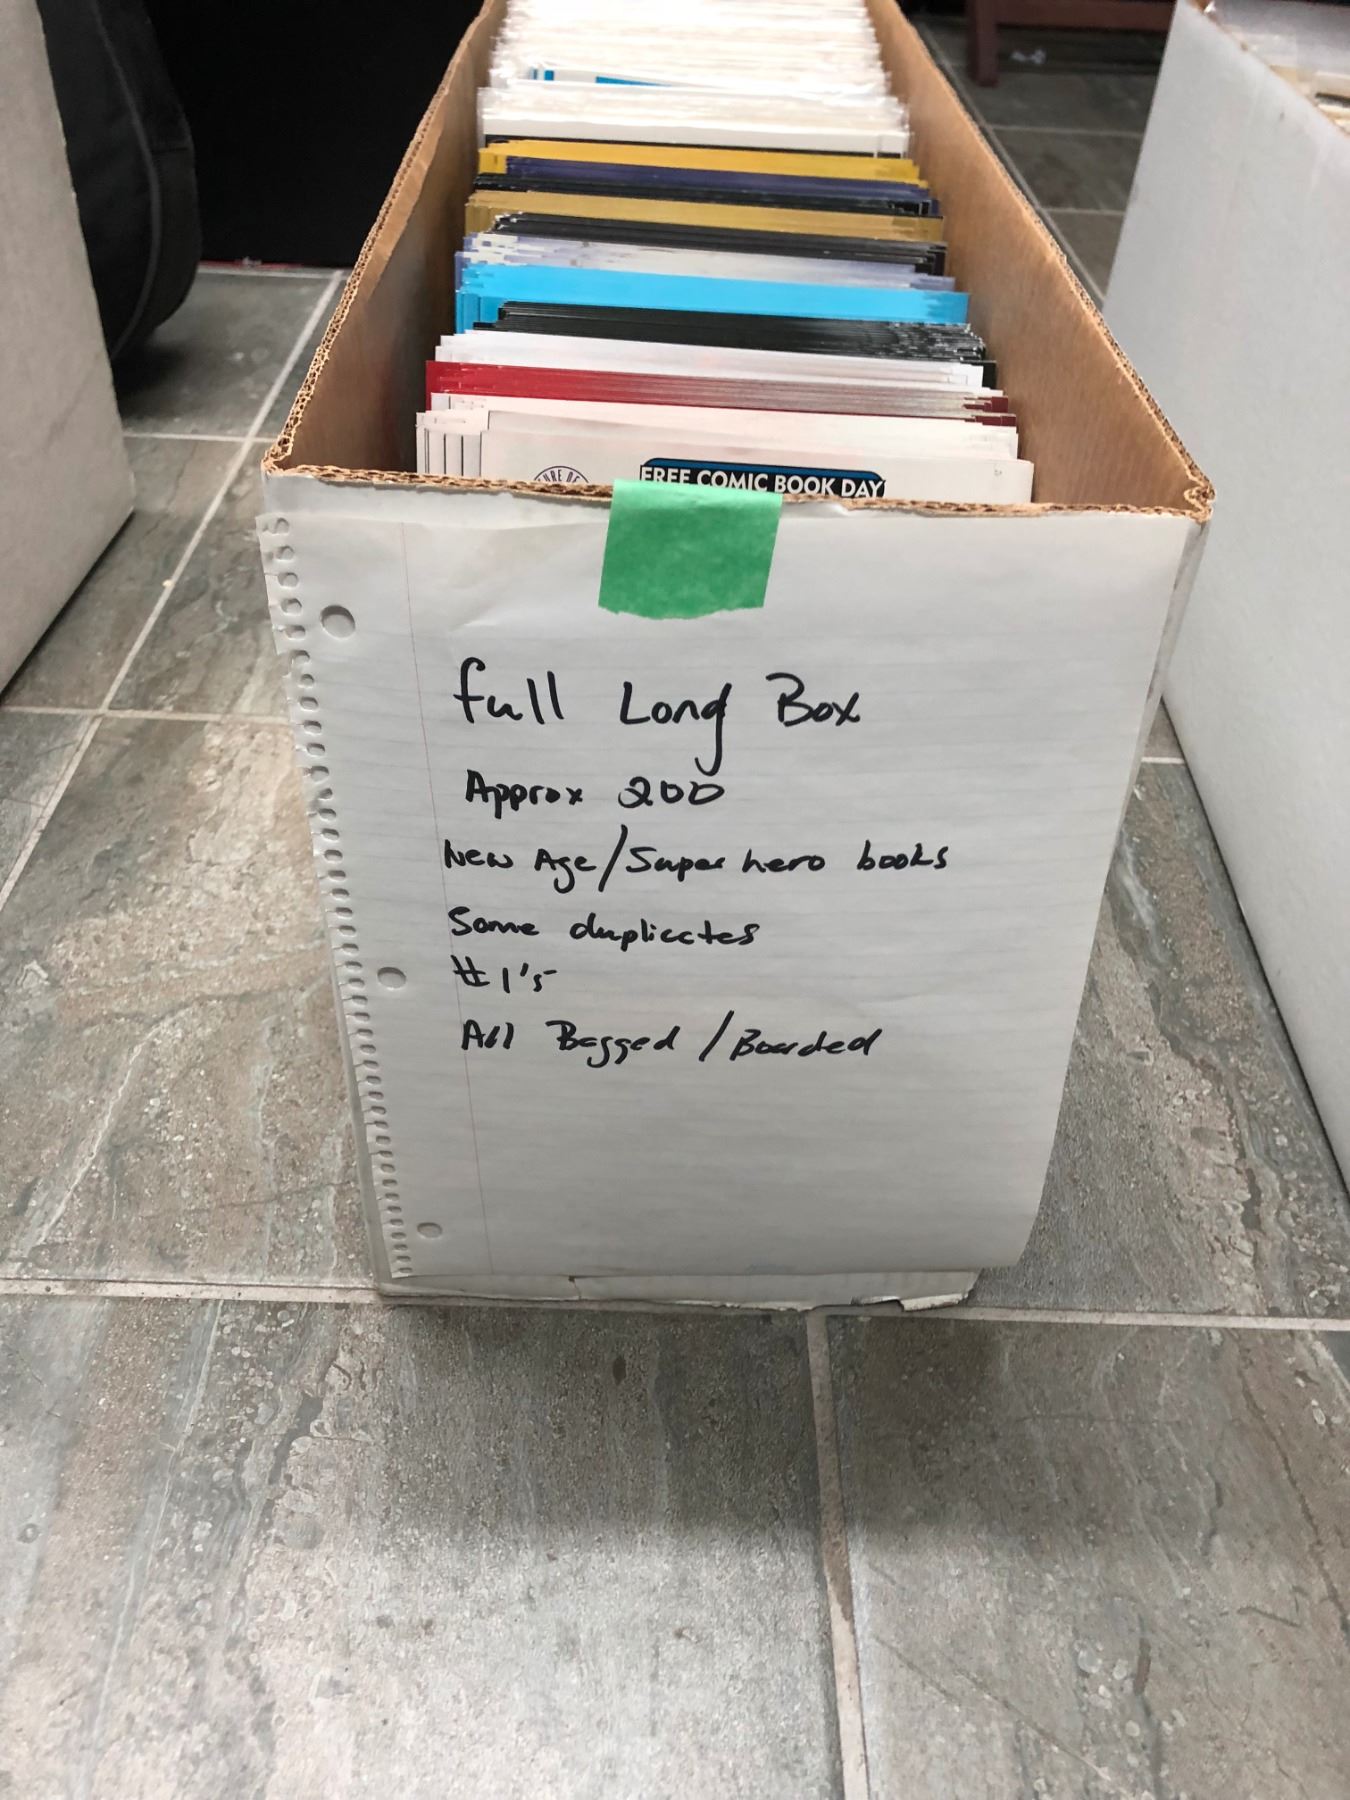 FREE COMIC BOOK DAY
full Long Box
Approx 200
New Age/Super hero books
Some duplicates
#1's
All Bagged / Boarded